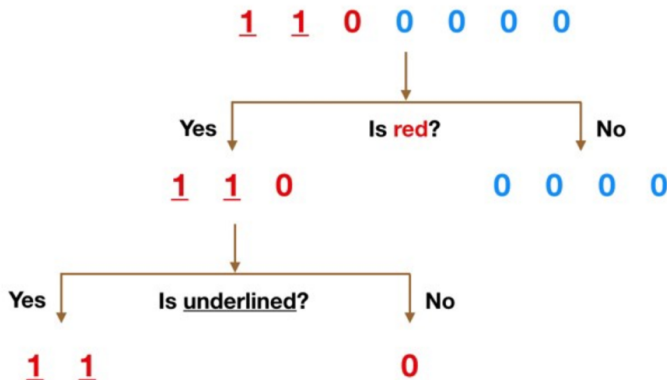 1 1 0 0 0 0 0
Yes Is red? No
1 1 0 0 0 0 0
Yes Is underlined? No
1 1 0